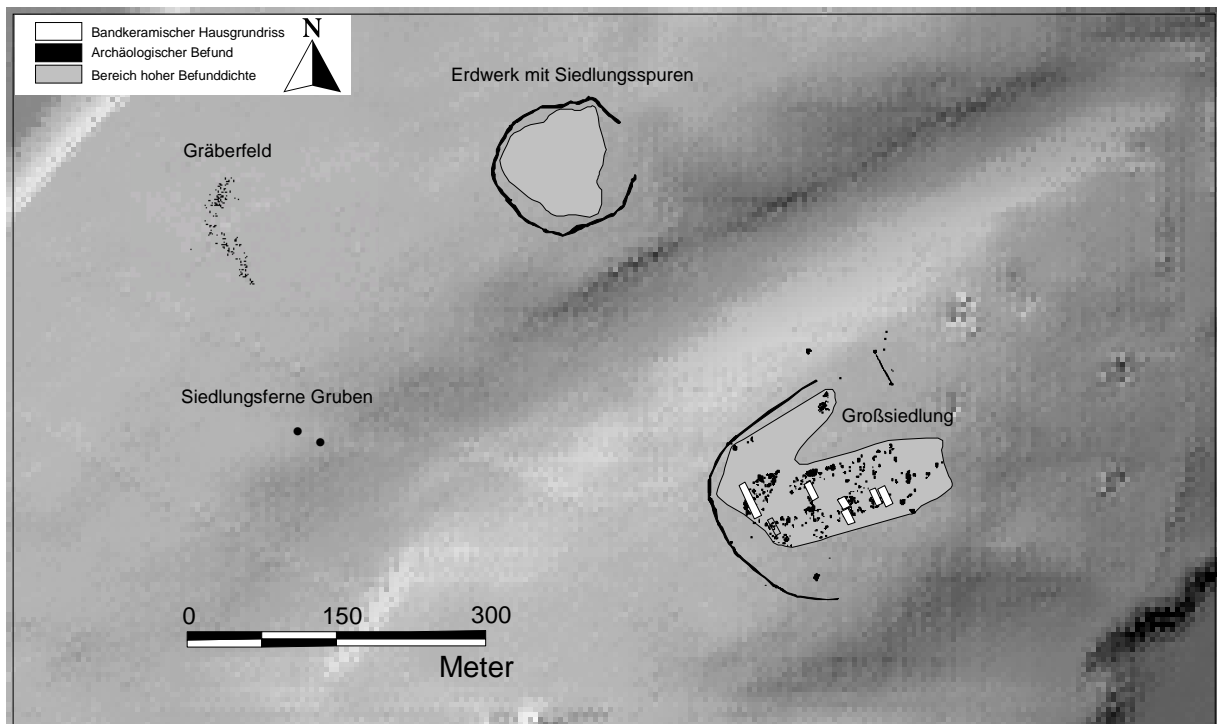 N
Bandkeramischer Hausgrundriss
Archäologischer Befund
Bereich hoher Befunddichte
Erdwerk mit Siedlungsspuren
Gräberfeld
Siedlungsferne Gruben
Großsiedlung
0 150 300
Meter